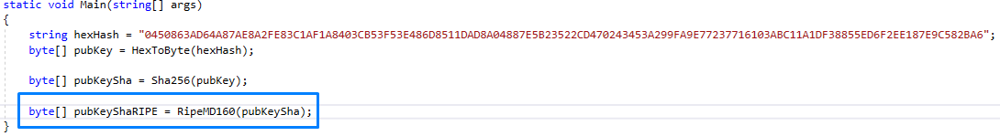 static void Main(string[] args)
{
string hexHash = "0450863AD64A87AE8A2FE83C1AF1A8403CB53F53E486D8511DAD8A04887E5B23522CD470243453A299FA9E77237716103ABC11A1DF38855ED6F2EE187E9C582BA6";
byte[] pubKey = HexToByte(hexHash);
byte[] pubKeySha = Sha256(pubKey);
byte[] pubKeyShaRIPE = RipeMD160(pubKeySha);
}